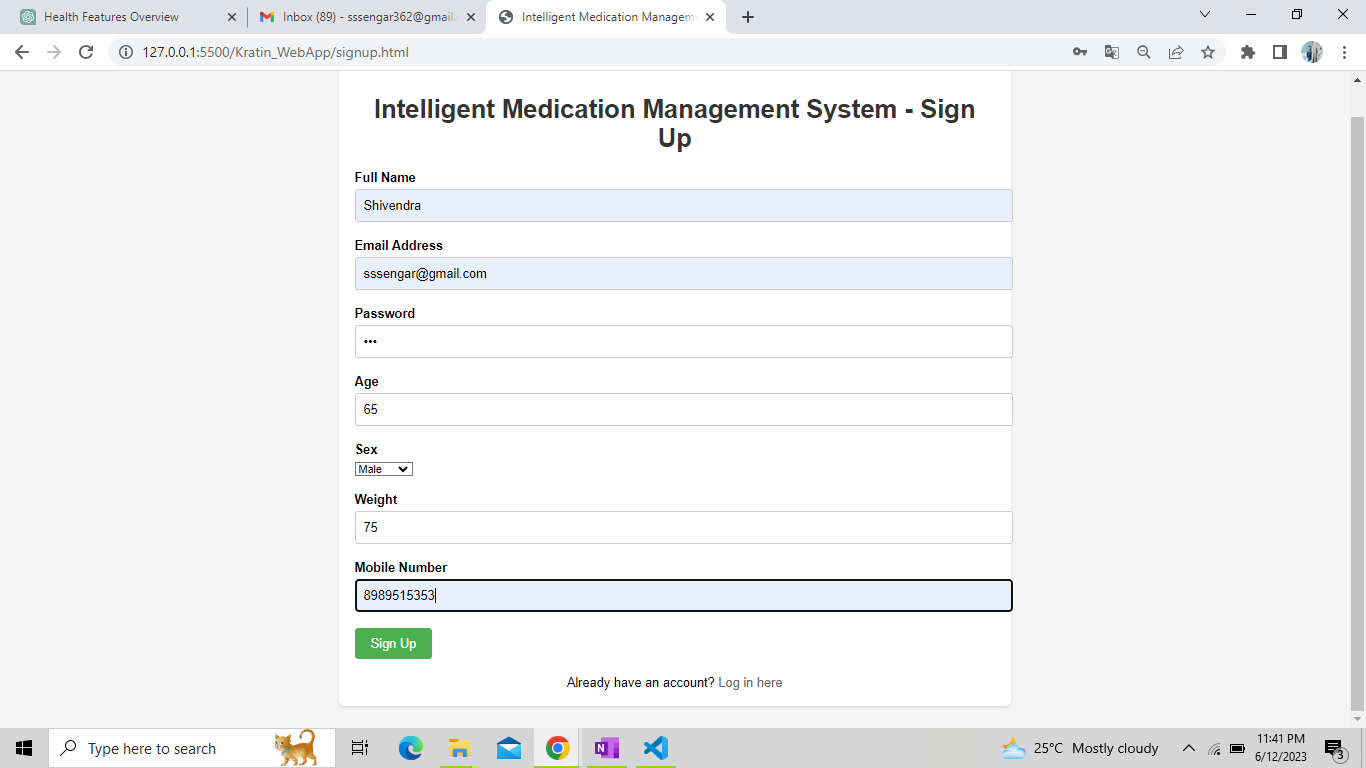 Health Features Overview
Inbox (89) - sssengar362@gmail.
Intelligent Medication Managem
127.0.0.1:5500/Kratin_WebApp/signup.html
Intelligent Medication Management System - Sign
Up
Full Name
Shivendra
Email Address
sssengar@gmail.com
Password
•••
Age
65
Sex
Male
Weight
75
Mobile Number
8989515353
Sign Up
Already have an account? Log in here
Type here to search
25°C Mostly cloudy
11:41 PM
6/12/2023
3